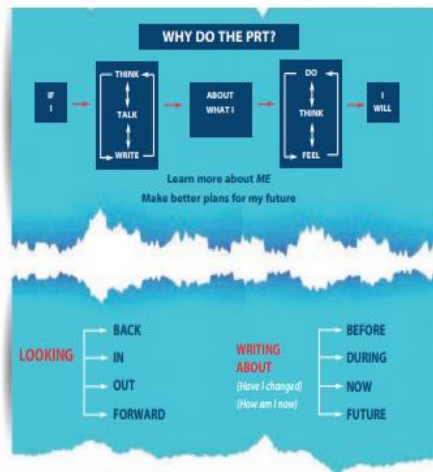 WHY DO THE PRT?
IF
I
THINK
TALK
WRITE
ABOUT
WHAT I
DO
THINK
FEEL
I
WILL
Learn more about ME
Make better plans for my future
LOOKING
BACK
IN
OUT
FORWARD
WRITING
ABOUT
(Have I changed)
(How am I now)
BEFORE
DURING
NOW
FUTURE